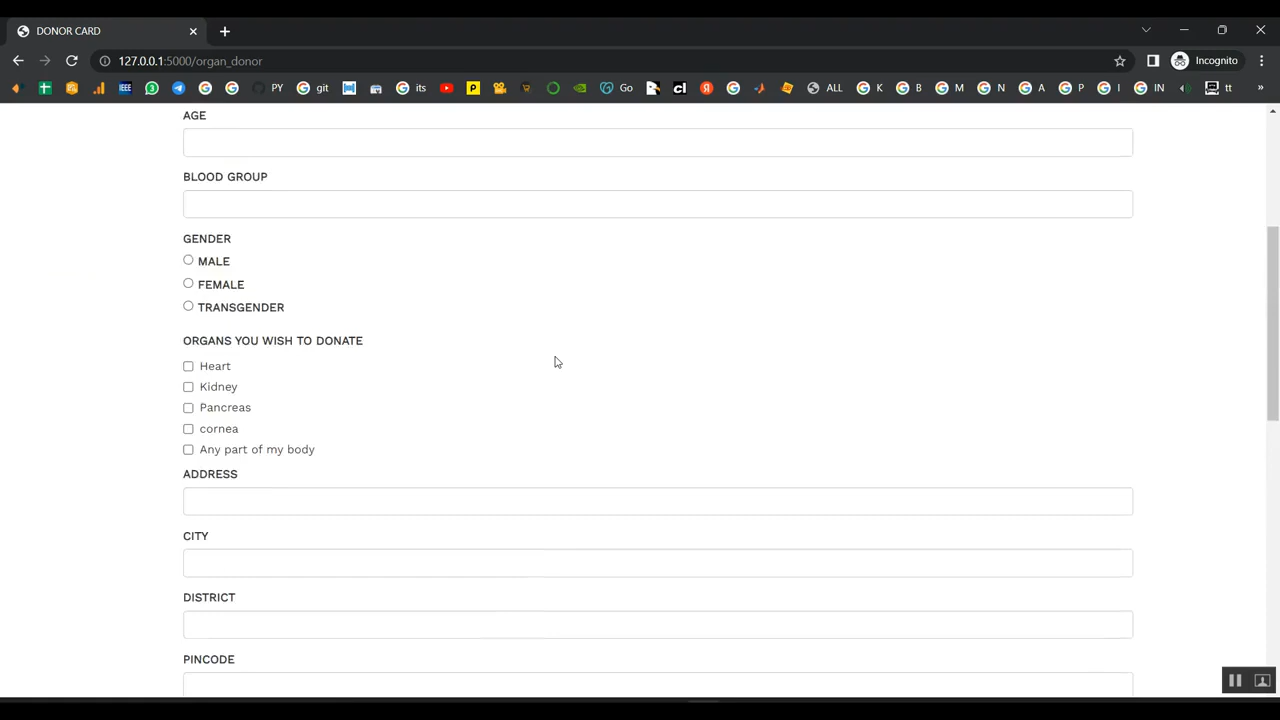 DONOR CARD
127.0.0.1:5000/organ_donor
Incognito
IEEE
3
PY
git
its
P
Go
cl
ALL
K
B
M
N
A
P
I
IN
tt
»
AGE
BLOOD GROUP
GENDER
MALE
FEMALE
TRANSGENDER
ORGANS YOU WISH TO DONATE
Heart
Kidney
Pancreas
cornea
Any part of my body
ADDRESS
CITY
DISTRICT
PINCODE